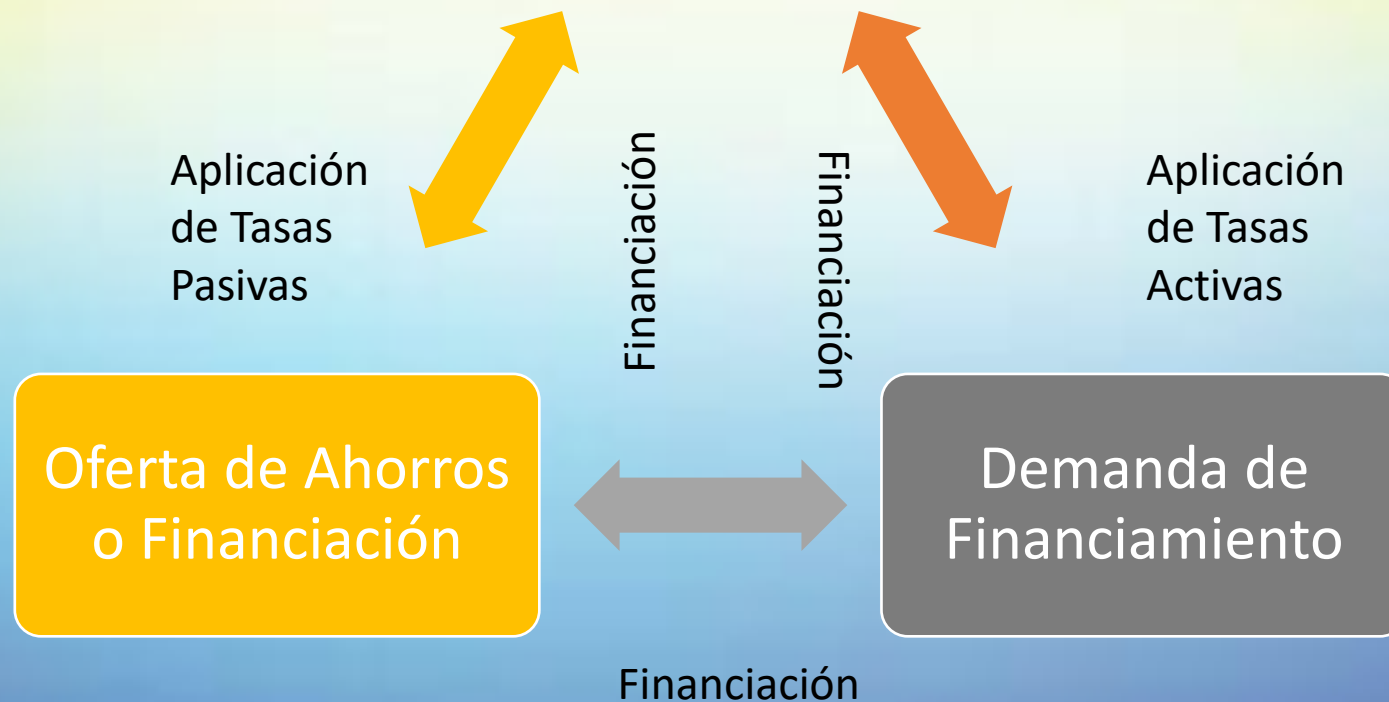 Aplicación
de Tasas
Pasivas
Financiación
Financiación
Aplicación
de Tasas
Activas
Oferta de Ahorros
o Financiación
Demanda de
Financiamiento
Financiación